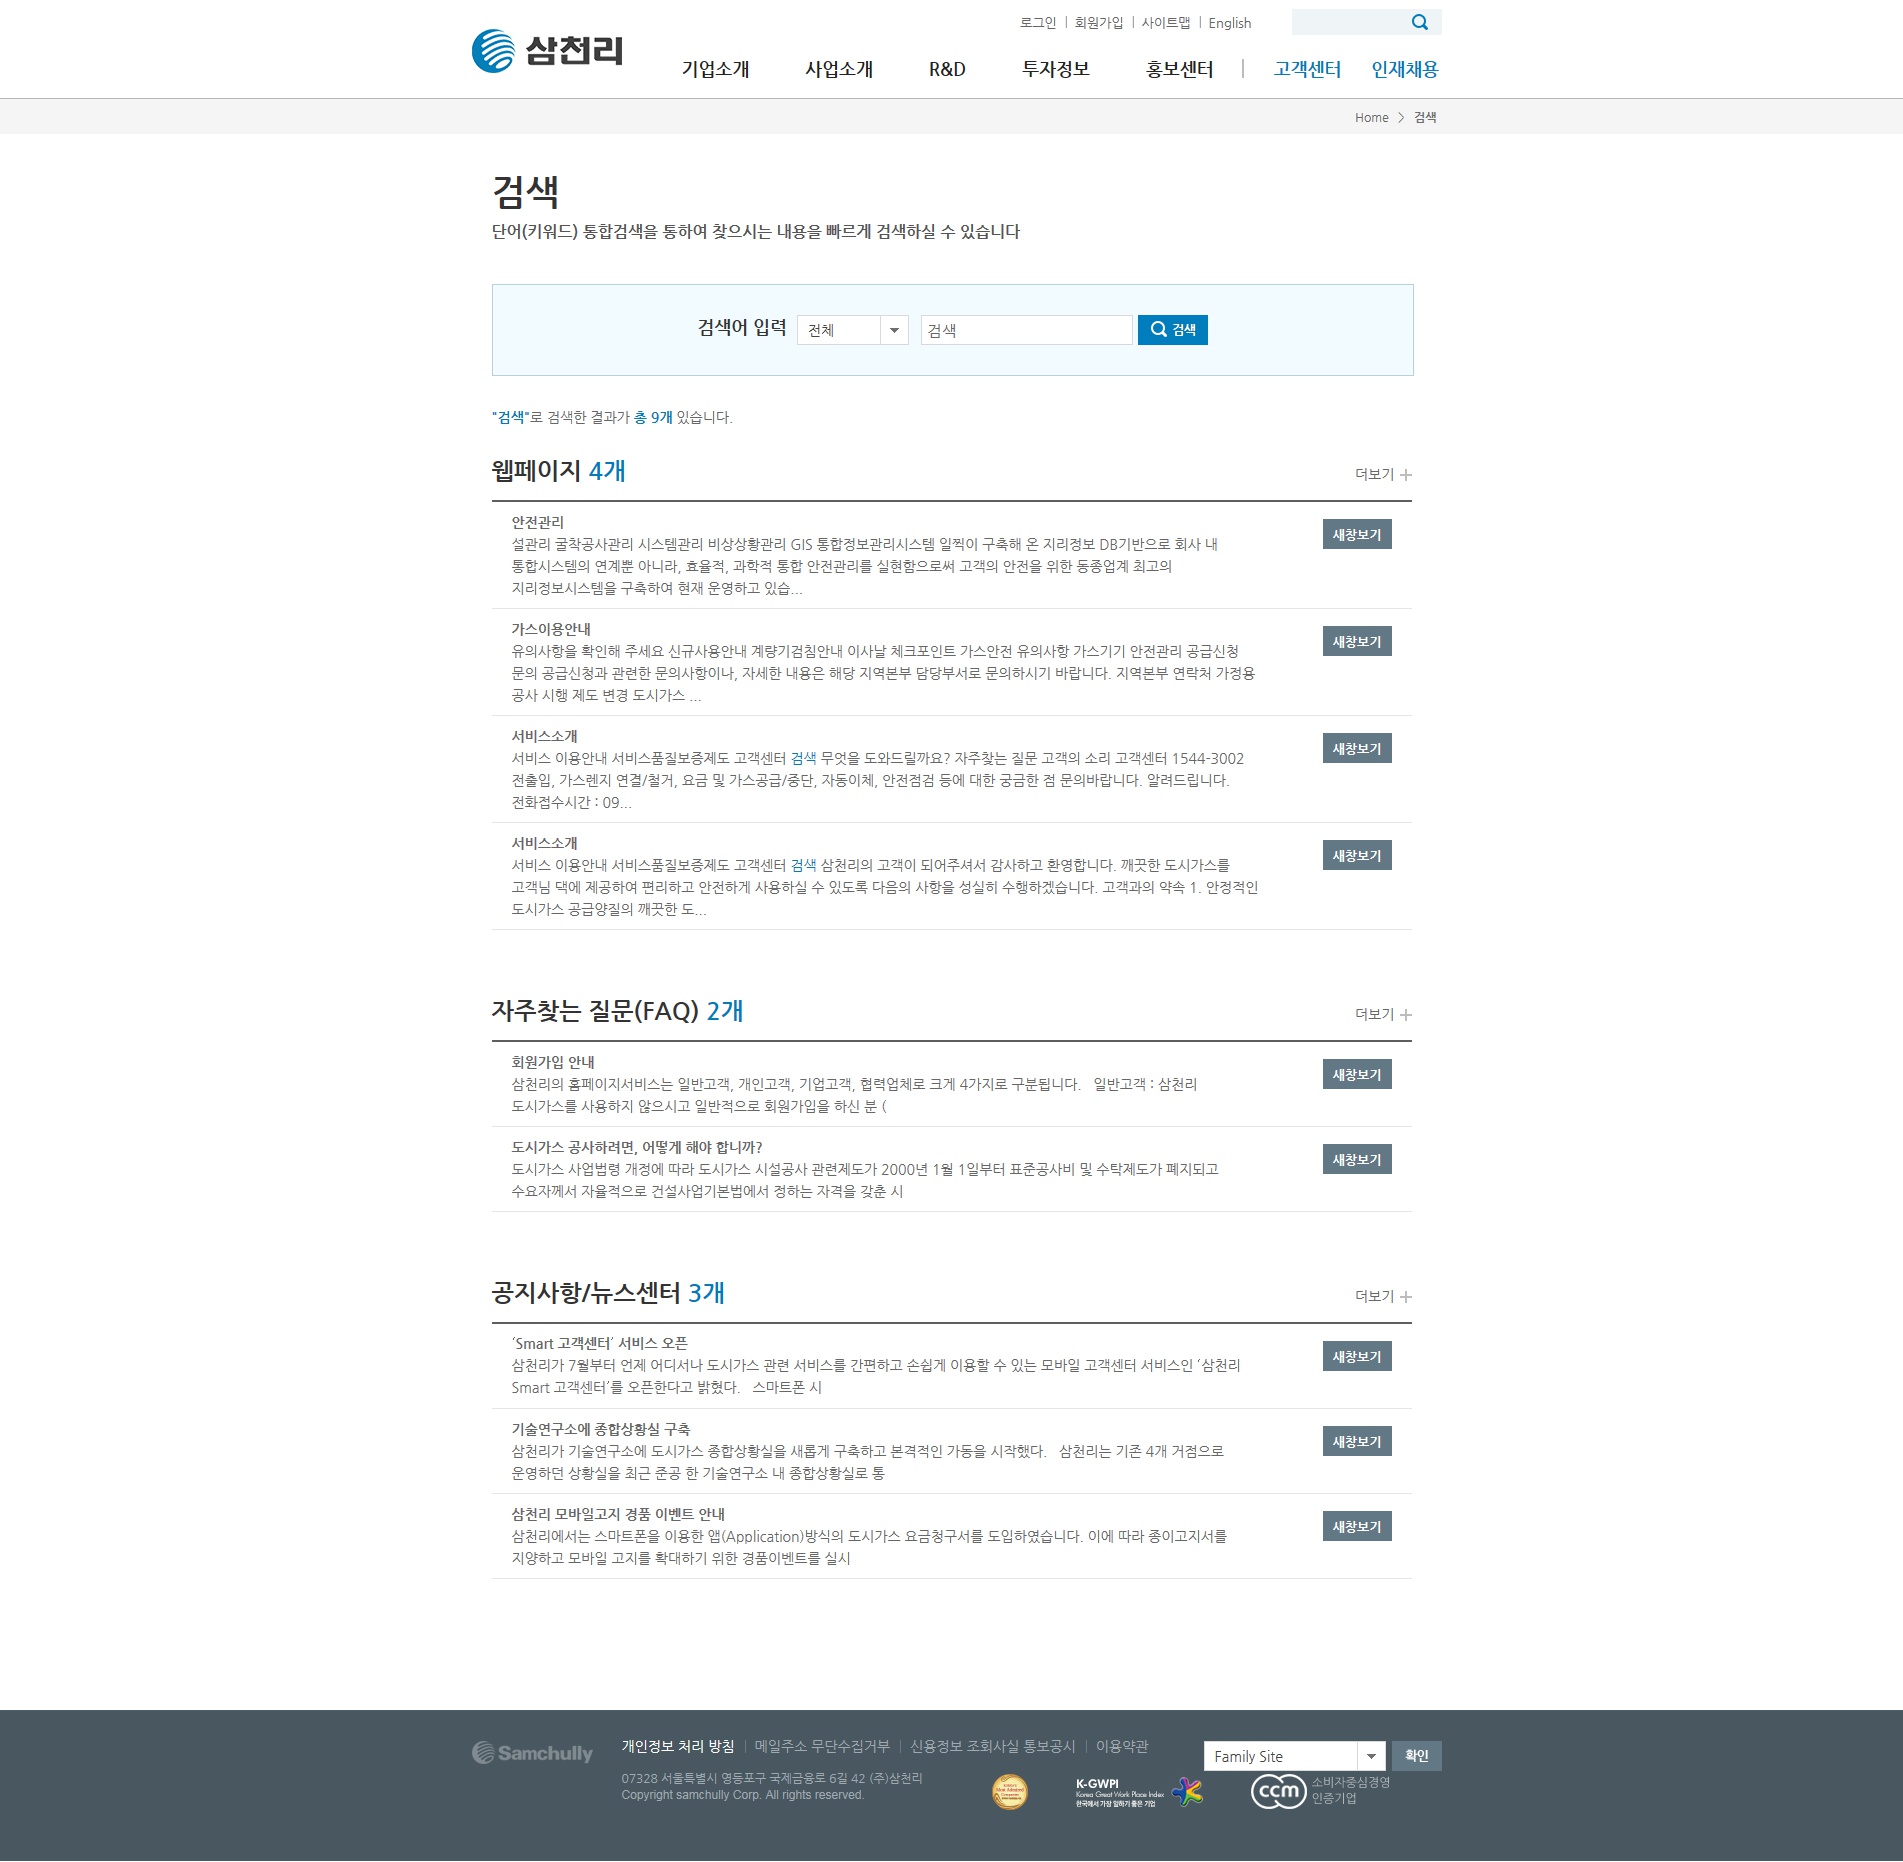 로그인 | 회원가입 | 사이트맵 | English
삼천리
기업소개 사업소개 R&D 투자정보 홍보센터 | 고객센터 인재채용
Home > 검색
검색
단어(키워드) 통합검색을 통하여 찾으시는 내용을 빠르게 검색하실 수 있습니다
검색어 입력 전체 검색 검색
"검색"로 검색한 결과가 총 9개 있습니다.
웹페이지 4개 더보기
안전관리
새창보기
설관리 굴착공사관리 시스템관리 비상상황관리 GIS 통합정보관리시스템 일찍이 구축해 온 지리정보 DB기반으로 회사 내
통합시스템의 연계뿐 아니라, 효율적, 과학적 통합 안전관리를 실현함으로써 고객의 안전을 위한 동종업계 최고의
지리정보시스템을 구축하여 현재 운영하고 있습...
가스이용안내
새창보기
유의사항을 확인해 주세요 신규사용안내 계량기검침안내 이사날 체크포인트 가스안전 유의사항 가스기기 안전관리 공급신청
문의 공급신청과 관련한 문의사항이나, 자세한 내용은 해당 지역본부 담당부서로 문의하시기 바랍니다. 지역본부 연락처 가정용
공사 시행 제도 변경 도시가스 ...
서비스소개
새창보기
서비스 이용안내 서비스품질보증제도 고객센터 검색 무엇을 도와드릴까요? 자주찾는 질문 고객의 소리 고객센터 1544-3002
전출입, 가스렌지 연결/철거, 요금 및 가스공급/중단, 자동이체, 안전점검 등에 대한 궁금한 점 문의바랍니다. 알려드립니다.
전화접수시간 : 09...
서비스소개
새창보기
서비스 이용안내 서비스품질보증제도 고객센터 검색 삼천리의 고객이 되어주셔서 감사하고 환영합니다. 깨끗한 도시가스를
고객님 댁에 제공하여 편리하고 안전하게 사용하실 수 있도록 다음의 사항을 성실히 수행하겠습니다. 고객과의 약속 1. 안정적인
도시가스 공급양질의 깨끗한 도...
자주찾는 질문(FAQ) 2개 더보기
회원가입 안내
새창보기
삼천리의 홈페이지서비스는 일반고객, 개인고객, 기업고객, 협력업체로 크게 4가지로 구분됩니다. 일반고객 : 삼천리
도시가스를 사용하지 않으시고 일반적으로 회원가입을 하신 분 (
도시가스 공사하려면, 어떻게 해야 합니까?
새창보기
도시가스 사업법령 개정에 따라 도시가스 시설공사 관련제도가 2000년 1월 1일부터 표준공사비 및 수탁제도가 폐지되고
수요자께서 자율적으로 건설사업기본법에서 정하는 자격을 갖춘 시
공지사항/뉴스센터 3개 더보기
‘Smart 고객센터’ 서비스 오픈
새창보기
삼천리가 7월부터 언제 어디서나 도시가스 관련 서비스를 간편하고 손쉽게 이용할 수 있는 모바일 고객센터 서비스인 ‘삼천리
Smart 고객센터’를 오픈한다고 밝혔다. 스마트폰 시
기술연구소에 종합상황실 구축
새창보기
삼천리가 기술연구소에 도시가스 종합상황실을 새롭게 구축하고 본격적인 가동을 시작했다. 삼천리는 기존 4개 거점으로
운영하던 상황실을 최근 준공 한 기술연구소 내 종합상황실로 통
삼천리 모바일고지 경품 이벤트 안내
새창보기
삼천리에서는 스마트폰을 이용한 앱(Application)방식의 도시가스 요금청구서를 도입하였습니다. 이에 따라 종이고지서를
지양하고 모바일 고지를 확대하기 위한 경품이벤트를 실시
Samchully
개인정보 처리 방침 | 메일주소 무단수집거부 | 신용정보 조회사실 통보공시 | 이용약관
Family Site 확인
07328 서울특별시 영등포구 국제금융로 6길 42 (주)삼천리
Copyright samchully Corp. All rights reserved.
K-GWPI
Korea Great Work Place Index
한국에서 가장 일하기 좋은 기업
ccm 소비자중심경영
인증기업